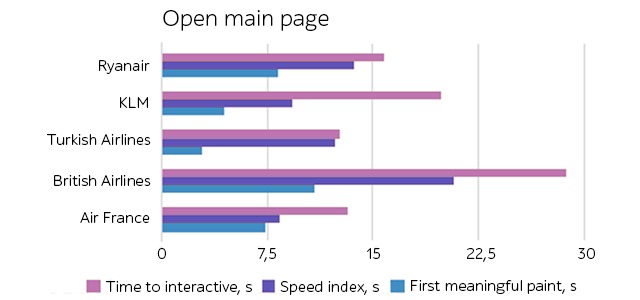 Open main page
Ryanair
KLM
Turkish Airlines
British Airlines
Air France
0 7,5 15 22,5 30
Time to interactive, s Speed index, s First meaningful paint, s